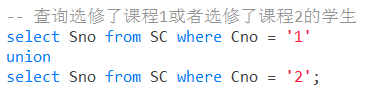 -- 查询选修了课程1或者选修了课程2的学生
select Sno from SC where Cno = '1'
union
select Sno from SC where Cno = '2';